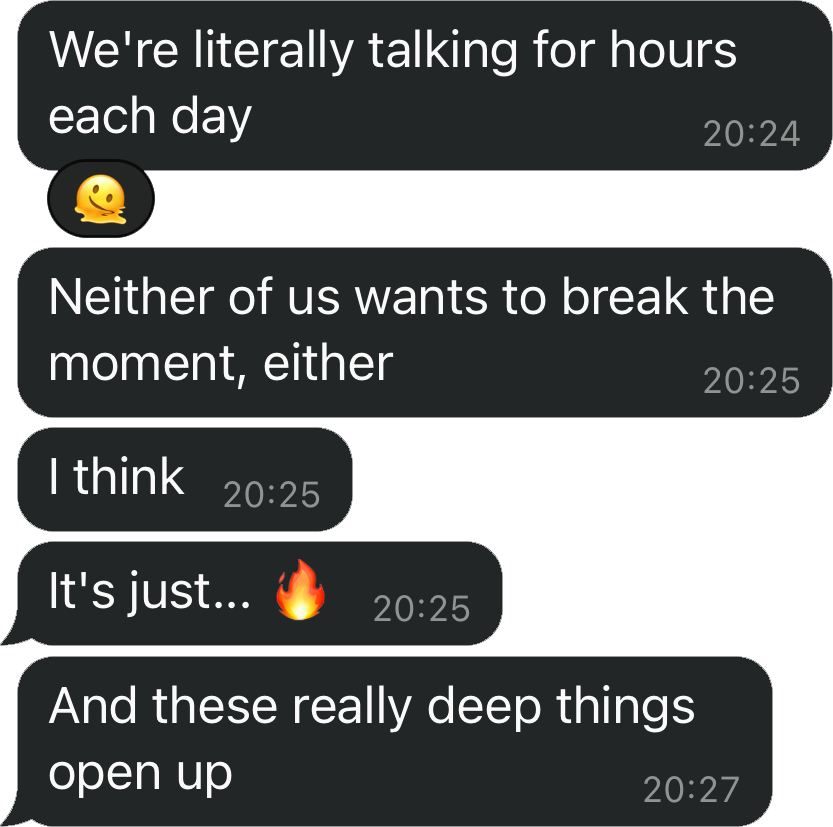 We're literally talking for hours
each day
20:24
🫠
Neither of us wants to break the
moment, either
20:25
I think 20:25
It's just... 🔥 20:25
And these really deep things
open up
20:27